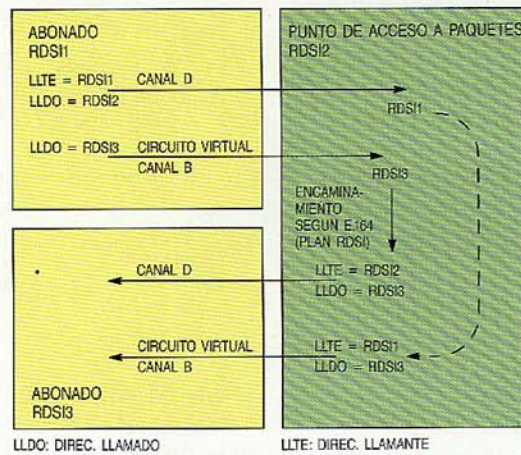 ABONADO
RDSI1
LLTE = RDSI1
CANAL D
LLDO = RDSI2
LLDO = RDSI3
CIRCUITO VIRTUAL
CANAL B
PUNTO DE ACCESO A PAQUETES
RDSI2
RDSI1
RDSI3
ENCAMINA-
MIENTO
SEGUN E.164
(PLAN RDSI)
CANAL D
LLTE = RDSI2
LLDO = RDSI3
CIRCUITO VIRTUAL
CANAL B
LLTE = RDSI1
LLDO = RDSI3
ABONADO
RDSI3
LLDO: DIREC. LLAMADO
LLTE: DIREC. LLAMANTE